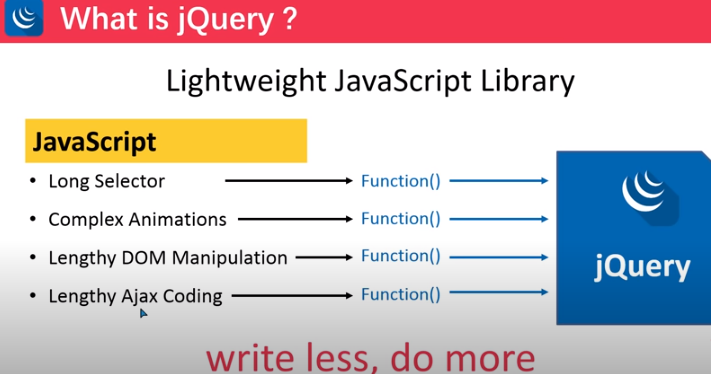 What is jQuery ?
Lightweight JavaScript Library
JavaScript
• Long Selector Function()
• Complex Animations Function()
• Lengthy DOM Manipulation Function()
• Lengthy Ajax Coding Function()
jQuery
write less, do more